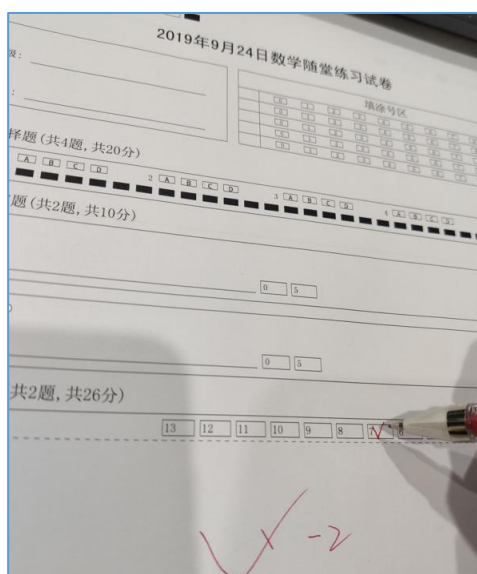 2019年9月24日数学随堂练习试卷
级:
:
填涂号区
择题(共4题,共20分)
A B C D 2 A B C D 3 A B C D 4 A B C D
题(共2题,共10分)
0 5
0 5
共2题,共26分)
13 12 11 10 9 8 7 6
-2